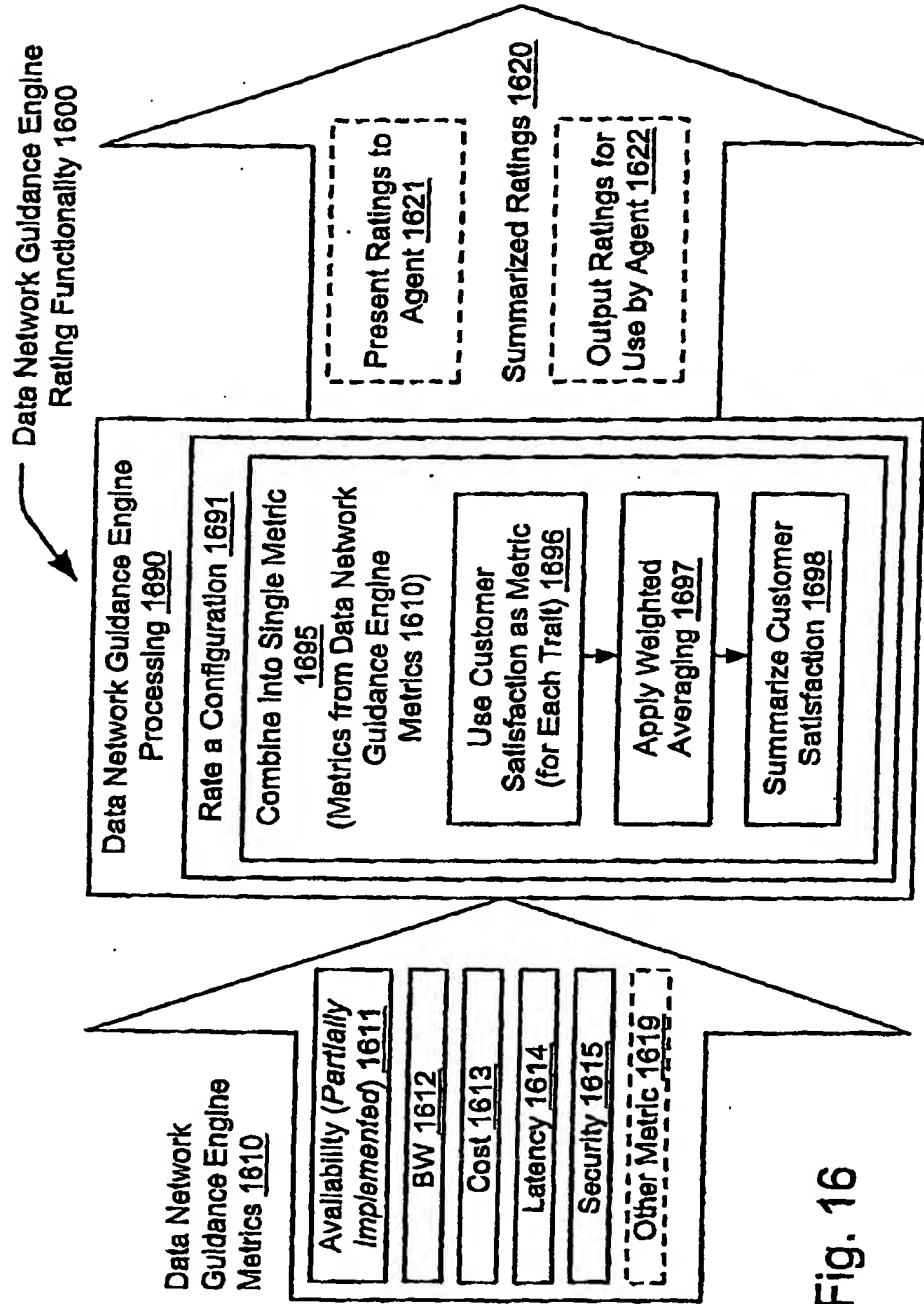 Data Network Guidance Engine
Rating Functionality 1600
Data Network
Guidance Engine
Metrics 1610
Availability (Partially
Implemented) 1611
BW 1612
Cost 1613
Latency 1614
Security 1615
Other Metric 1619
Data Network Guidance Engine
Processing 1690
Rate a Configuration 1691
Combine Into Single Metric
1695
(Metrics from Data Network
Guidance Engine
Metrics 1610)
Use Customer
Satisfaction as Metric
(for Each Trait) 1696
Apply Weighted
Averaging 1697
Summarize Customer
Satisfaction 1698
Present Ratings to
Agent 1621
Summarized Ratings 1620
Output Ratings for
Use by Agent 1622
Fig. 16